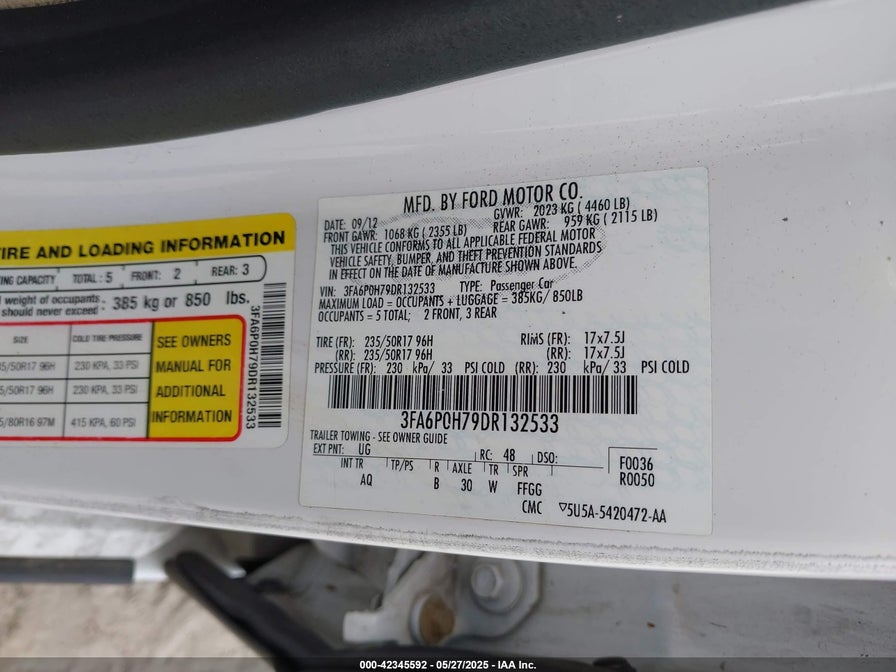 TIRE AND LOADING INFORMATION
CAPACITY TOTAL: 5 FRONT: 2 REAR: 3
weight of occupants
should never exceed 385 kg or 850 lbs.
SIZE COLD TIRE PRESSURE SEE OWNERS
5/50R17 96H 230 KPA, 33 PSI MANUAL FOR
5/50R17 96H 230 KPA, 33 PSI ADDITIONAL
5/80R16 97M 415 KPA, 60 PSI INFORMATION
3FA6P0H79DR132533
MFD. BY FORD MOTOR CO.
DATE: 09/12 GVWR: 2023 KG ( 4460 LB)
FRONT GAWR: 1068 KG ( 2355 LB) REAR GAWR: 959 KG ( 2115 LB)
THIS VEHICLE CONFORMS TO ALL APPLICABLE FEDERAL MOTOR
VEHICLE SAFETY, BUMPER, AND THEFT PREVENTION STANDARDS
IN EFFECT ON THE DATE OF MANUFACTURE SHOWN ABOVE.
VIN: 3FA6P0H79DR132533 TYPE: Passenger Car
MAXIMUM LOAD = OCCUPANTS + LUGGAGE = 385KG/ 850LB
OCCUPANTS = 5 TOTAL; 2 FRONT, 3 REAR
TIRE (FR): 235/50R17 96H RIMS (FR): 17x7.5J
(RR): 235/50R17 96H (RR): 17x7.5J
PRESSURE (FR): 230 kPa/ 33 PSI COLD (RR): 230 kPa/ 33 PSI COLD
3FA6P0H79DR132533
TRAILER TOWING - SEE OWNER GUIDE
EXT PNT: UG RC: 48 DSO: F0036
INT TR TP/PS R AXLE TR SPR R0050
AQ B 30 W FFGG
CMC ▽5U5A-5420472-AA
000-42345592 - 05/27/2025 - IAA Inc.